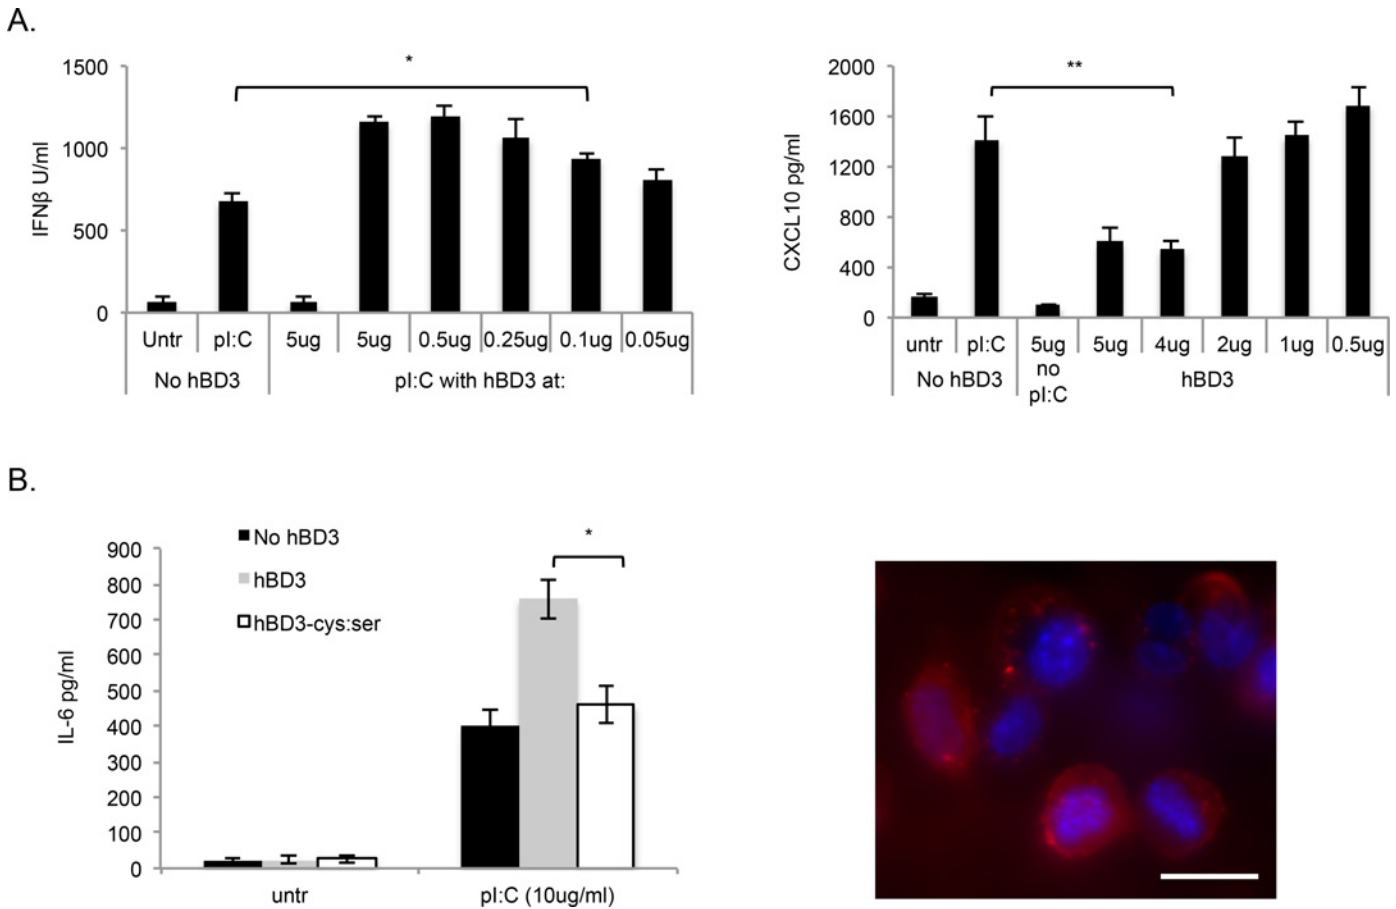 A.
*
1500
1000
500
0
IFNβ U/ml
Untr pI:C 5ug 5ug 0.5ug 0.25ug 0.1ug 0.05ug
No hBD3 pI:C with hBD3 at:
**
2000
1600
1200
800
400
0
CXCL10 pg/ml
untr pI:C 5ug 5ug 4ug 2ug 1ug 0.5ug
No hBD3 no hBD3
pI:C
B.
No hBD3
hBD3
hBD3-cys:ser
*
900
800
700
600
500
400
300
200
100
0
IL-6 pg/ml
untr pI:C (10ug/ml)